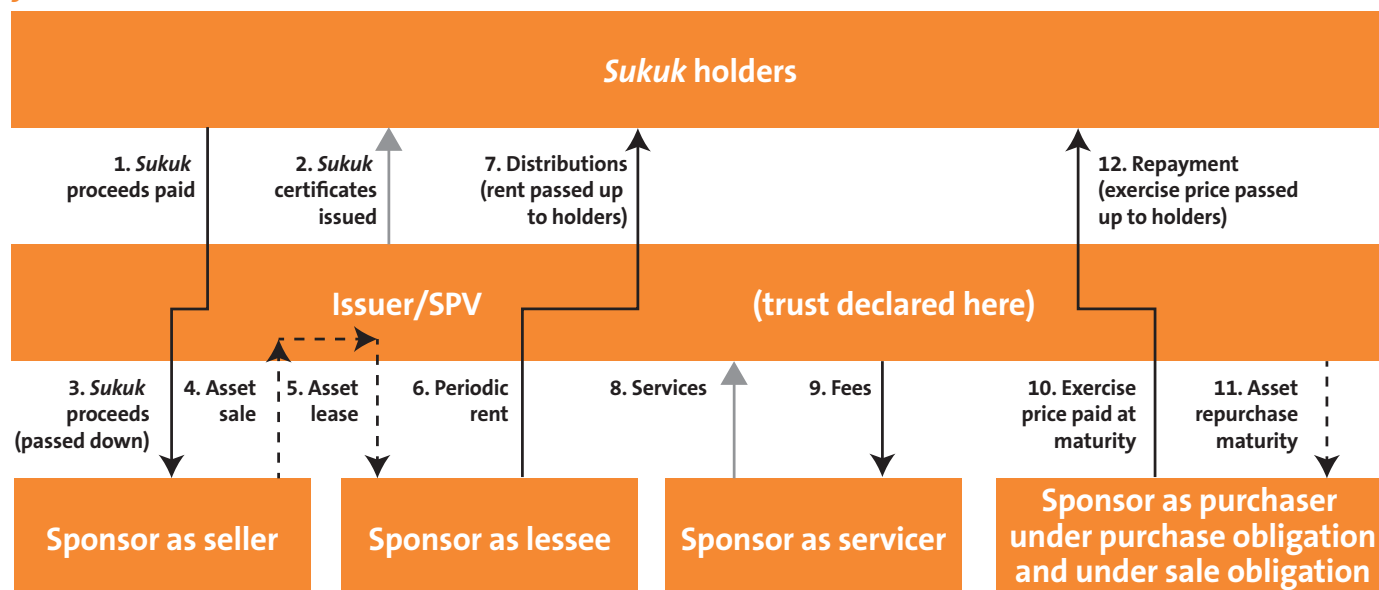 Sukuk holders
1. Sukuk
proceeds paid
2. Sukuk
certificates
issued
7. Distributions
(rent passed up
to holders)
12. Repayment
(exercise price passed
up to holders)
Issuer/SPV
(trust declared here)
3. Sukuk
proceeds
(passed down)
4. Asset
sale
5. Asset
lease
6. Periodic
rent
8. Services
9. Fees
10. Exercise
price paid at
maturity
11. Asset
repurchase
maturity
Sponsor as seller
Sponsor as lessee
Sponsor as servicer
Sponsor as purchaser
under purchase obligation
and under sale obligation